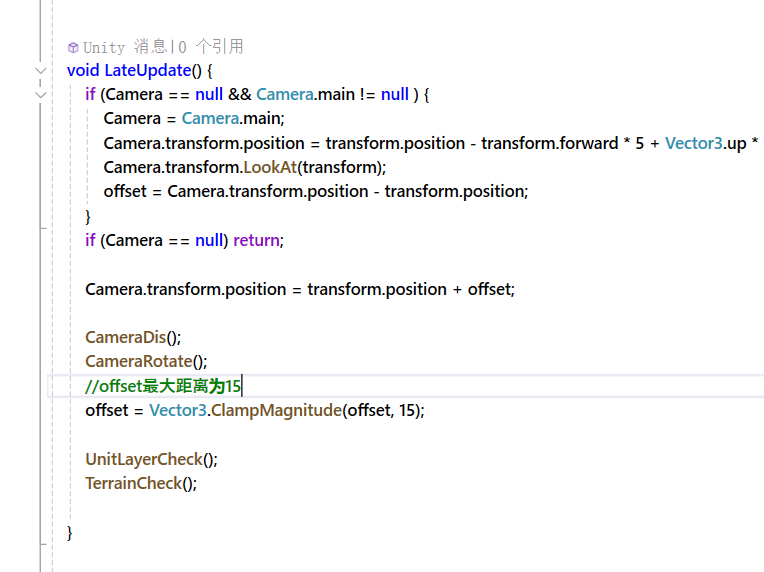 Unity 消息|0 个引用
void LateUpdate() {
if (Camera == null && Camera.main != null ) {
Camera = Camera.main;
Camera.transform.position = transform.position - transform.forward * 5 + Vector3.up *
Camera.transform.LookAt(transform);
offset = Camera.transform.position - transform.position;
}
if (Camera == null) return;
Camera.transform.position = transform.position + offset;
CameraDis();
CameraRotate();
//offset最大距离为15
offset = Vector3.ClampMagnitude(offset, 15);
UnitLayerCheck();
TerrainCheck();
}